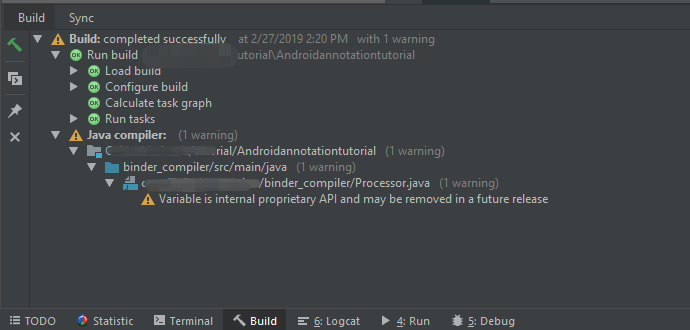 Build Sync
Build: completed successfully at 2/27/2019 2:20 PM with 1 warning
Run build utorial\Androidannotationtutorial
Load build
Configure build
Calculate task graph
Run tasks
Java compiler: (1 warning)
rial/Androidannotationtutorial (1 warning)
binder_compiler/src/main/java (1 warning)
/binder_compiler/Processor.java (1 warning)
Variable is internal proprietary API and may be removed in a future release
TODO Statistic Terminal Build 6: Logcat 4: Run 5: Debug